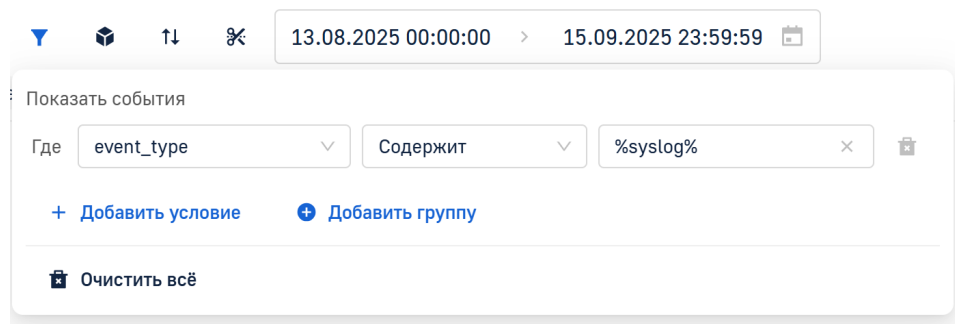 13.08.2025 00:00:00 > 15.09.2025 23:59:59
Показать события
Где event_type Содержит %syslog%
+ Добавить условие Добавить группу
Очистить всё